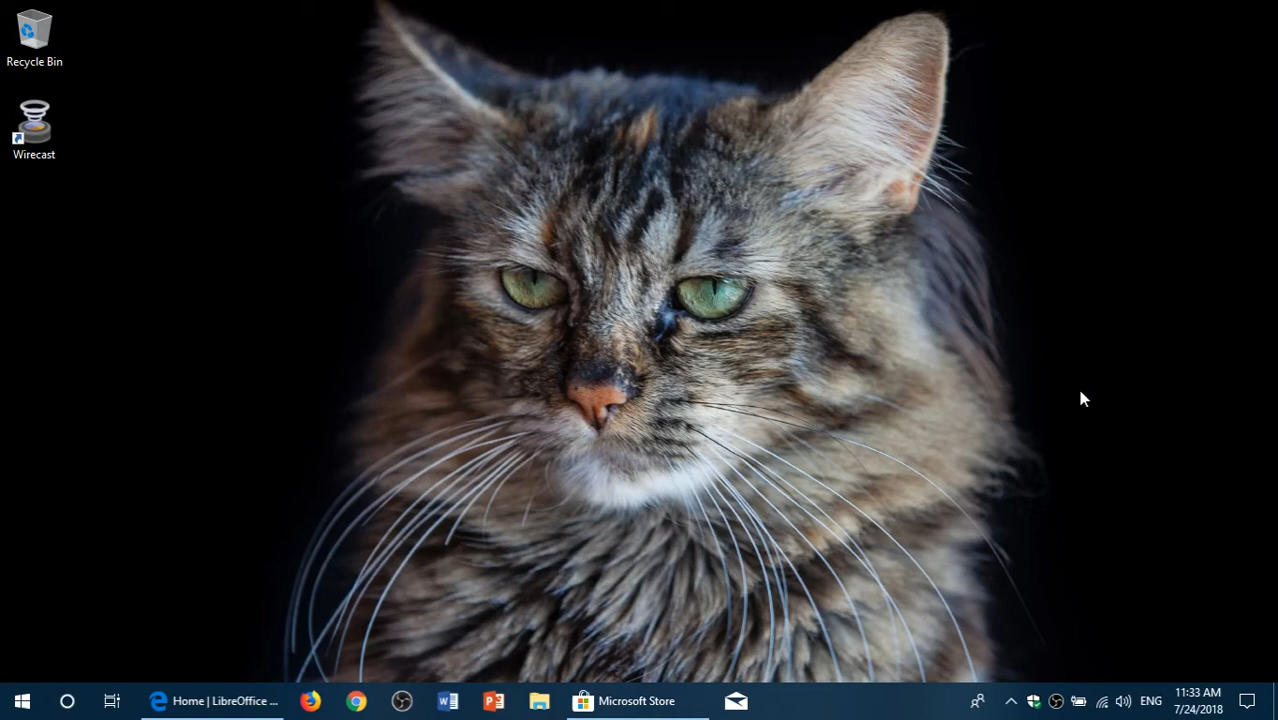 Recycle Bin
Wirecast
Home | LibreOffice ...
Microsoft Store
ENG
11:33 AM
7/24/2018